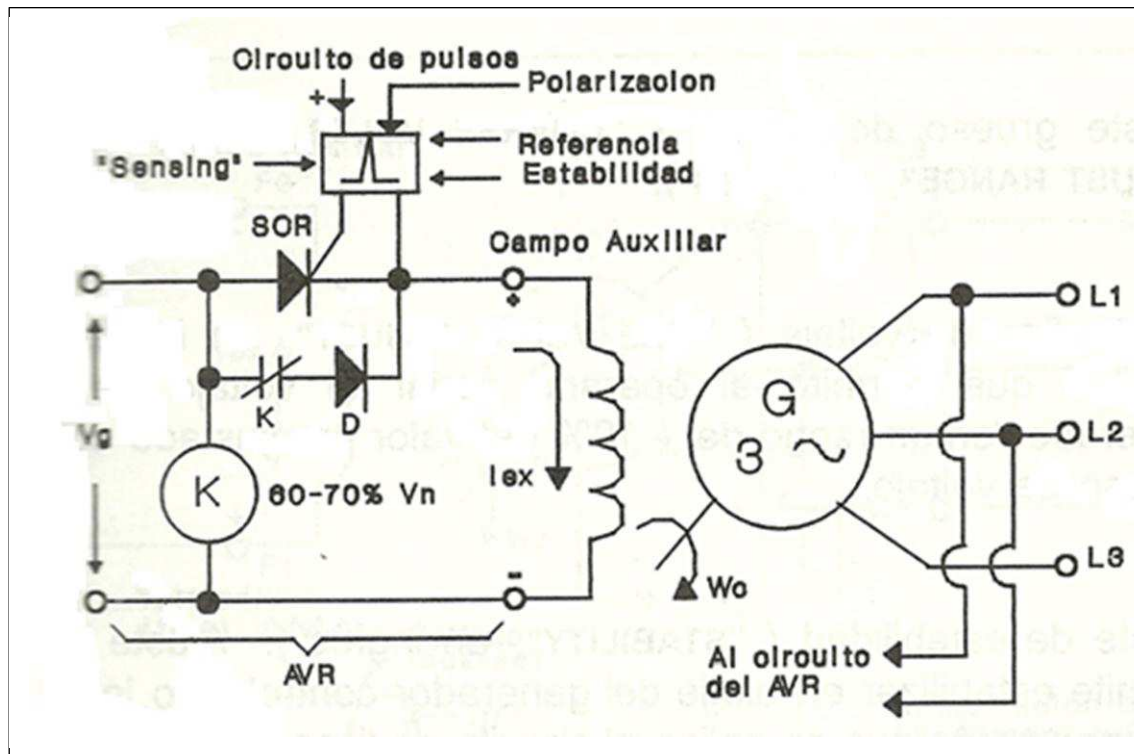 Circuito de pulsos
+
Polarizacion
"Sensing"
Referencia
Estabilidad
SCR
Campo Auxiliar
+
L1
K
D
G
3 ~
L2
Vg
K
60-70% Vn
Iex
L3
-
Wc
AVR
Al circuito
del AVR